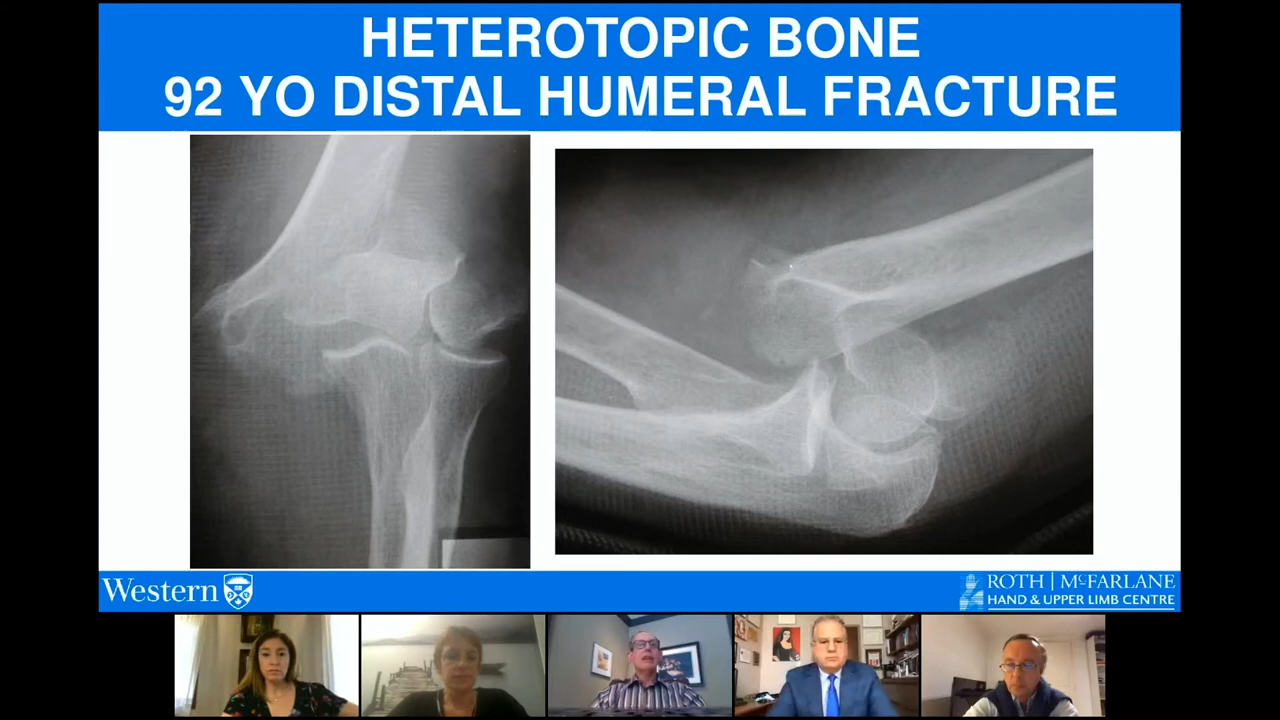 HETEROTOPIC BONE
92 YO DISTAL HUMERAL FRACTURE
Western
ROTH | MCFARLANE
HAND & UPPER LIMB CENTRE